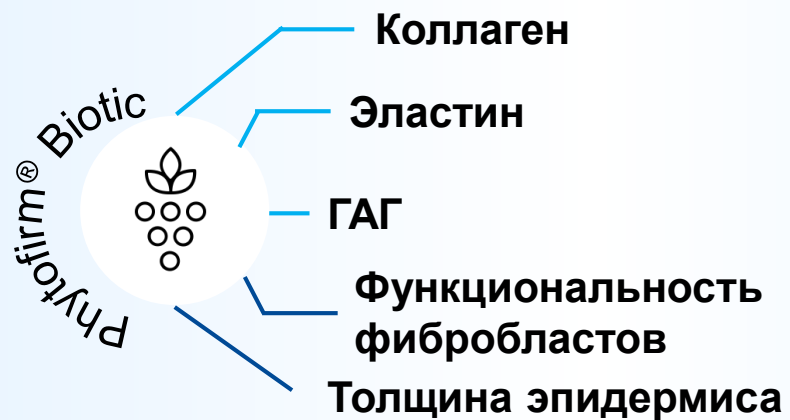 Phytofirm® Biotic
Коллаген
Эластин
ГАГ
Функциональность
фибробластов
Толщина эпидермиса